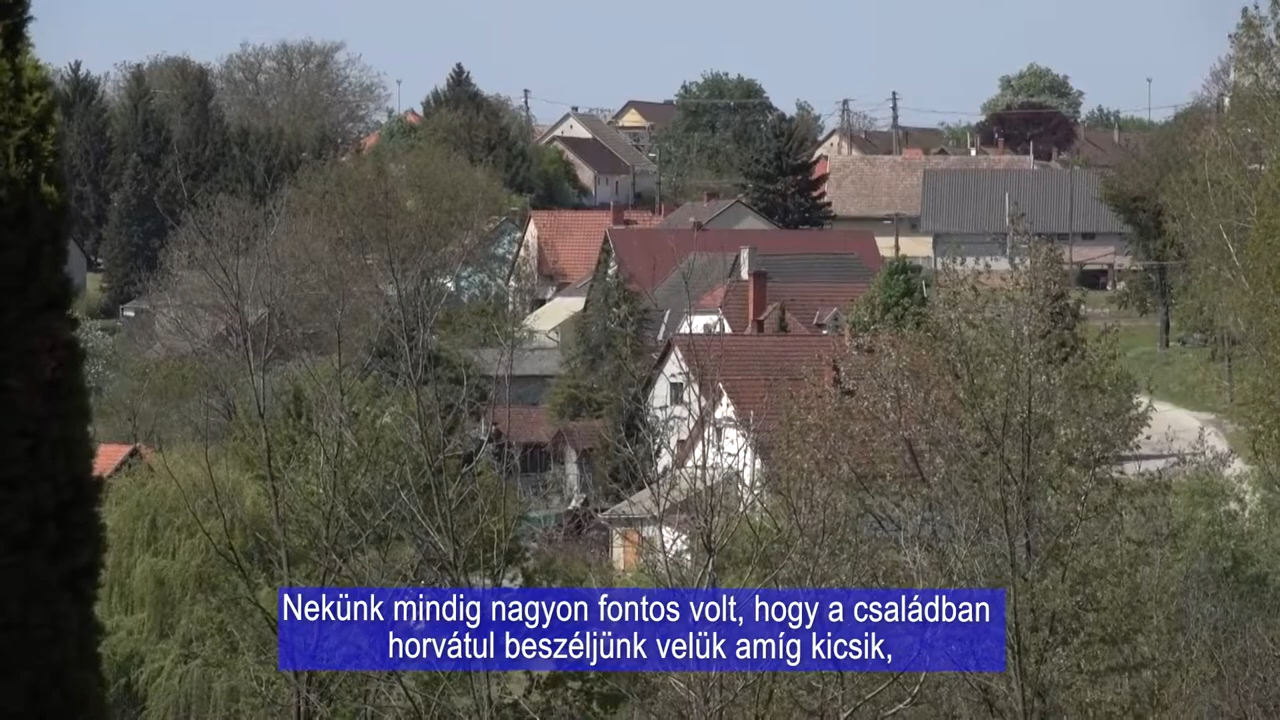 Nekünk mindig nagyon fontos volt, hogy a családban
horvátul beszéljünk velük amíg kicsik,